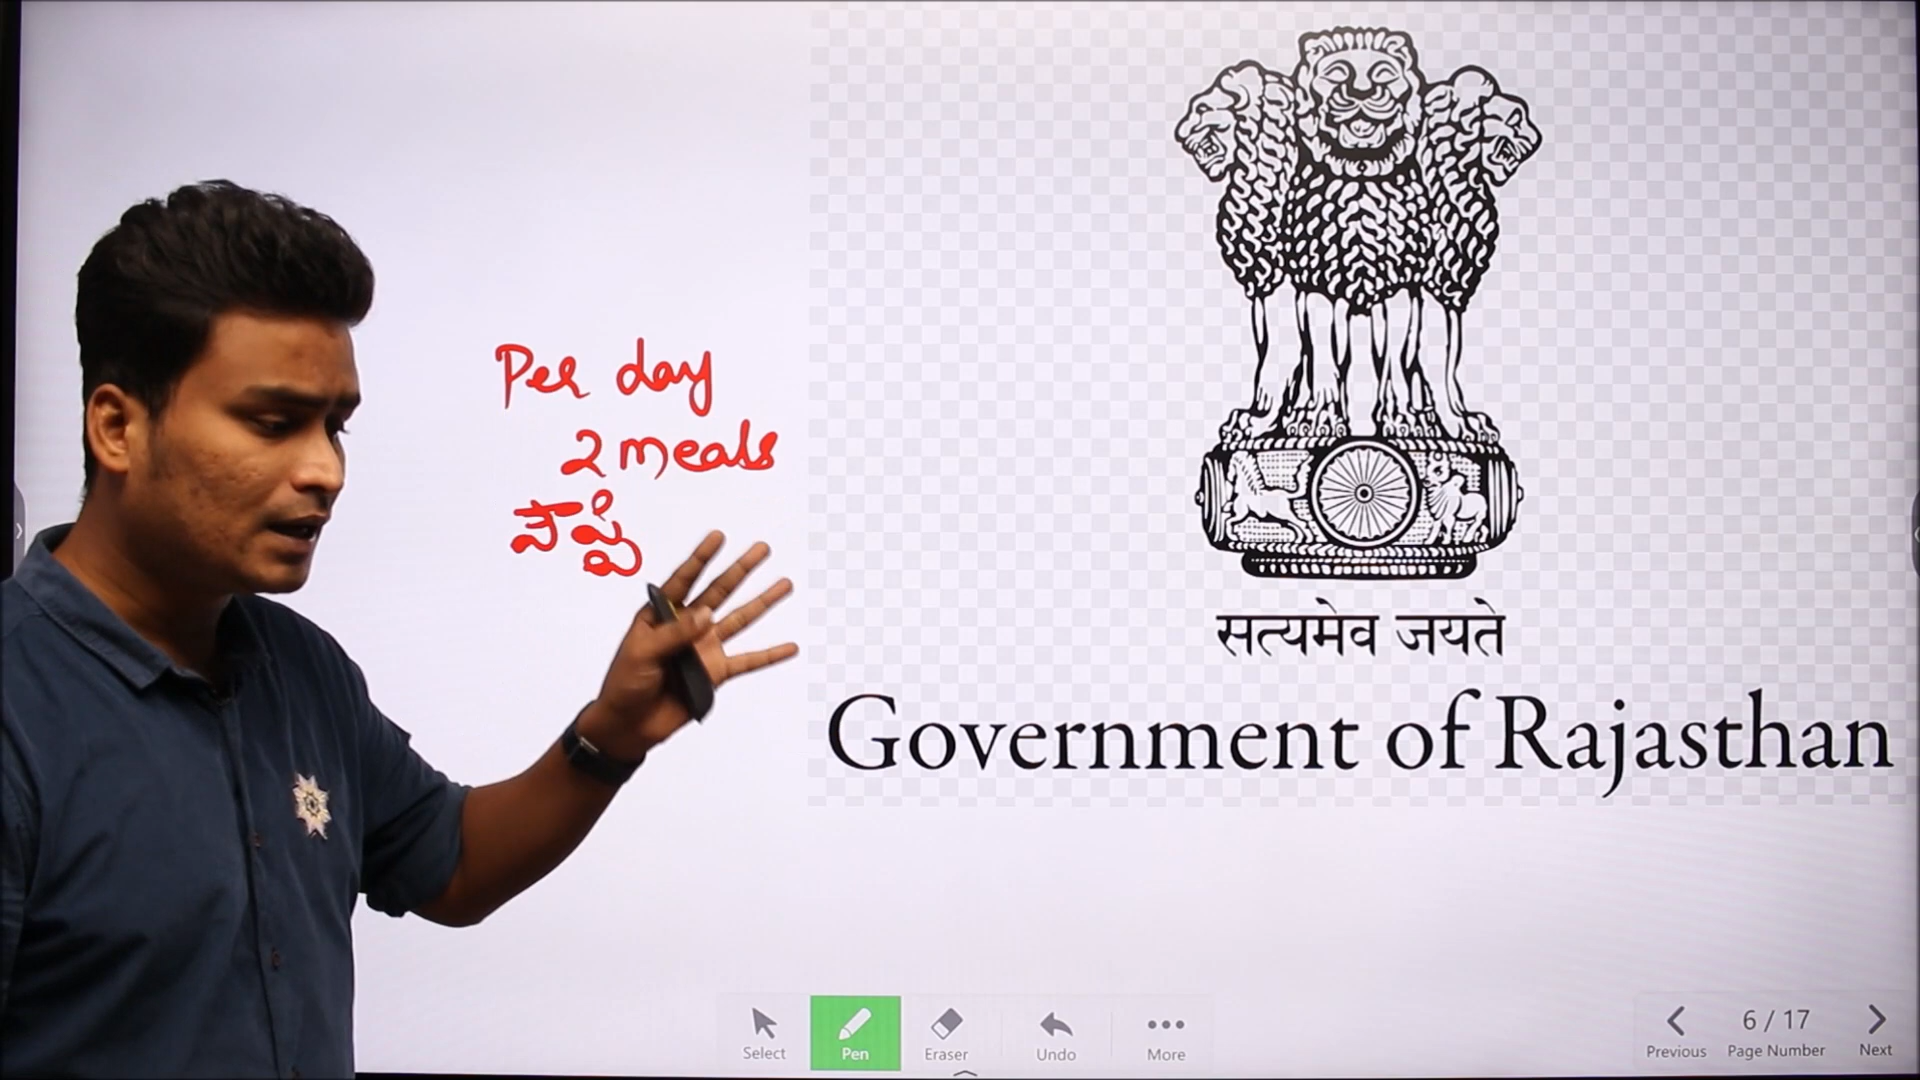 Per day
2 meals
పౌష్టి
सत्यमेव जयते
Government of Rajasthan
Select
Pen
Eraser
Undo
More
Previous
6 / 17
Page Number
Next